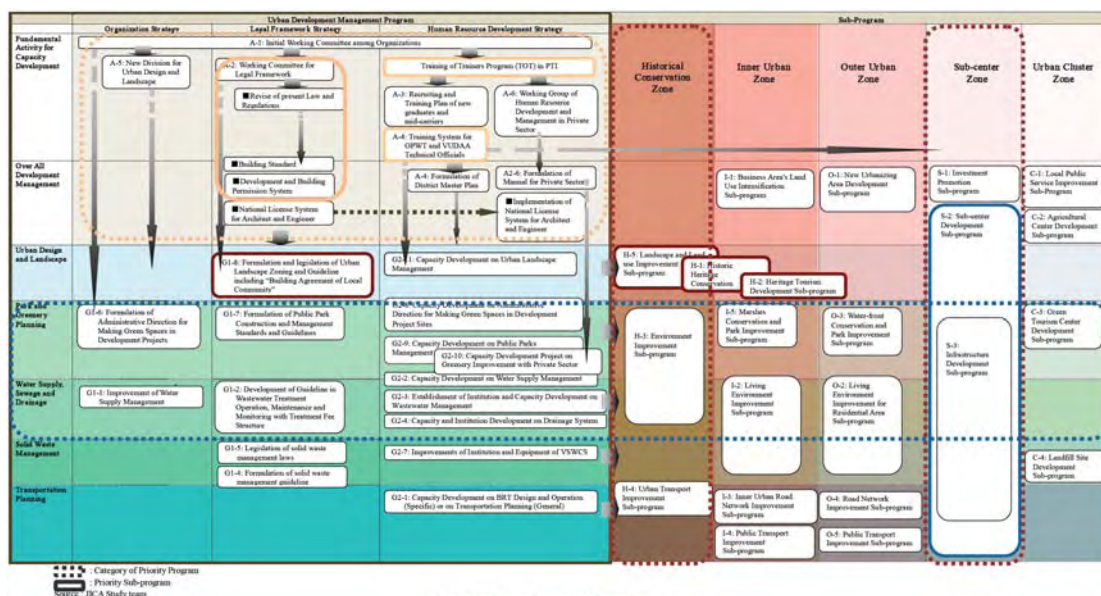 Urban Development Management Program
Sub-Program
Organization Strategy
Legal Framework Strategy
Human Resource Development Strategy
Fundamental
Activity for
Capacity
Development
A-1: Initial Working Committee among Organizations
A-5: New Division for
Urban Design and
Landscape
A-2: Working Committee for
Legal Framework
■Revise of present Law and
Regulations
Training of Trainers Program (TOT) in PTI
A-3: Recruiting and
Training Plan of new
graduates and
mid-carriers
A-6: Working Group of
Human Resource
Development and
Management in Private
Sector
A-4: Training System for
OPWT and VUDAA
Technical Officials
Historical
Conservation
Zone
Inner Urban
Zone
Outer Urban
Zone
Sub-center
Zone
Urban Cluster
Zone
Over All
Development
Management
■Building Standard
■Development and Building
Permission System
■National License System
for Architect and Engineer
A-4: Formulation of
District Master Plan
A2-6: Formulation of
Manual for Private Sector)
■Implementation of
National License
System for Architect
and Engineer
I-1: Business Area's Land
Use Intensification
Sub-program
O-1: New Urbanizing
Area Development
Sub-program
S-1: Investment
Promotion
Sub-program
S-2: Sub-center
Development
Sub-program
C-1: Local Public
Service Improvement
Sub-Program
C-2: Agricultural
Center Development
Sub-program
Urban Design
and Landscape
G1-8: Formulation and legislation of Urban
Landscape Zoning and Guideline
including "Building Agreement of Local
Community"
G2-11: Capacity Development on Urban Landscape
Management
H-5: Landscape and Land
use Improvement
Sub-program
H-1: Historic
Heritage
Conservation
H-2: Heritage Tourism
Development Sub-program
Park and
Greenery
Planning
G1-6: Formulation of
Administrative Direction for
Making Green Spaces in
Development Projects
G1-7: Formulation of Public Park
Construction and Management
Standards and Guidelines
Capacity Development on Administrative
Direction for Making Green Spaces in Development
Project Sites
G2-9: Capacity Development on Public Parks
Management
G2-10: Capacity Development Project on
Greenery Improvement with Private Sector
H-3: Environment
Improvement
Sub-program
I-5: Marshes
Conservation and
Park Improvement
Sub-program
O-3: Water-front
Conservation and
Park Improvement
Sub-program
S-3:
Infrastructure
Development
Sub-program
C-3: Green
Tourism Center
Development
Sub-program
Water Supply,
Sewage and
Drainage
G1-1: Improvement of Water
Supply Management
G1-2: Development of Guideline in
Wastewater Treatment
Operation, Maintenance and
Monitoring with Treatment Fee
Structure
G2-2: Capacity Development on Water Supply Management
G2-3: Establishment of Institution and Capacity Development on
Wastewater Management
G2-4: Capacity and Institution Development on Drainage System
I-2: Living
Environment
Improvement
Sub-program
O-2: Living
Environment
Improvement for
Residential Area
Sub-program
Solid Waste
Management
G1-5: Legislation of solid waste
management laws
G1-4: Formulation of solid waste
management guideline
G2-7: Improvements of Institution and Equipment of VSWCS
C-4: Landfill Site
Development
Sub-program
Transportation
Planning
G2-1: Capacity Development on BRT Design and Operation
(Specific) or on Transportation Planning (General)
H-4: Urban Transport
Improvement
Sub-program
I-3: Inner Urban Road
Network Improvement
Sub-program
I-4: Public Transport
Improvement
Sub-program
O-4: Road Network
Improvement Sub-program
O-5: Public Transport
Improvement Sub-program
: Category of Priority Program
: Priority Sub-program
Source : JICA Study team